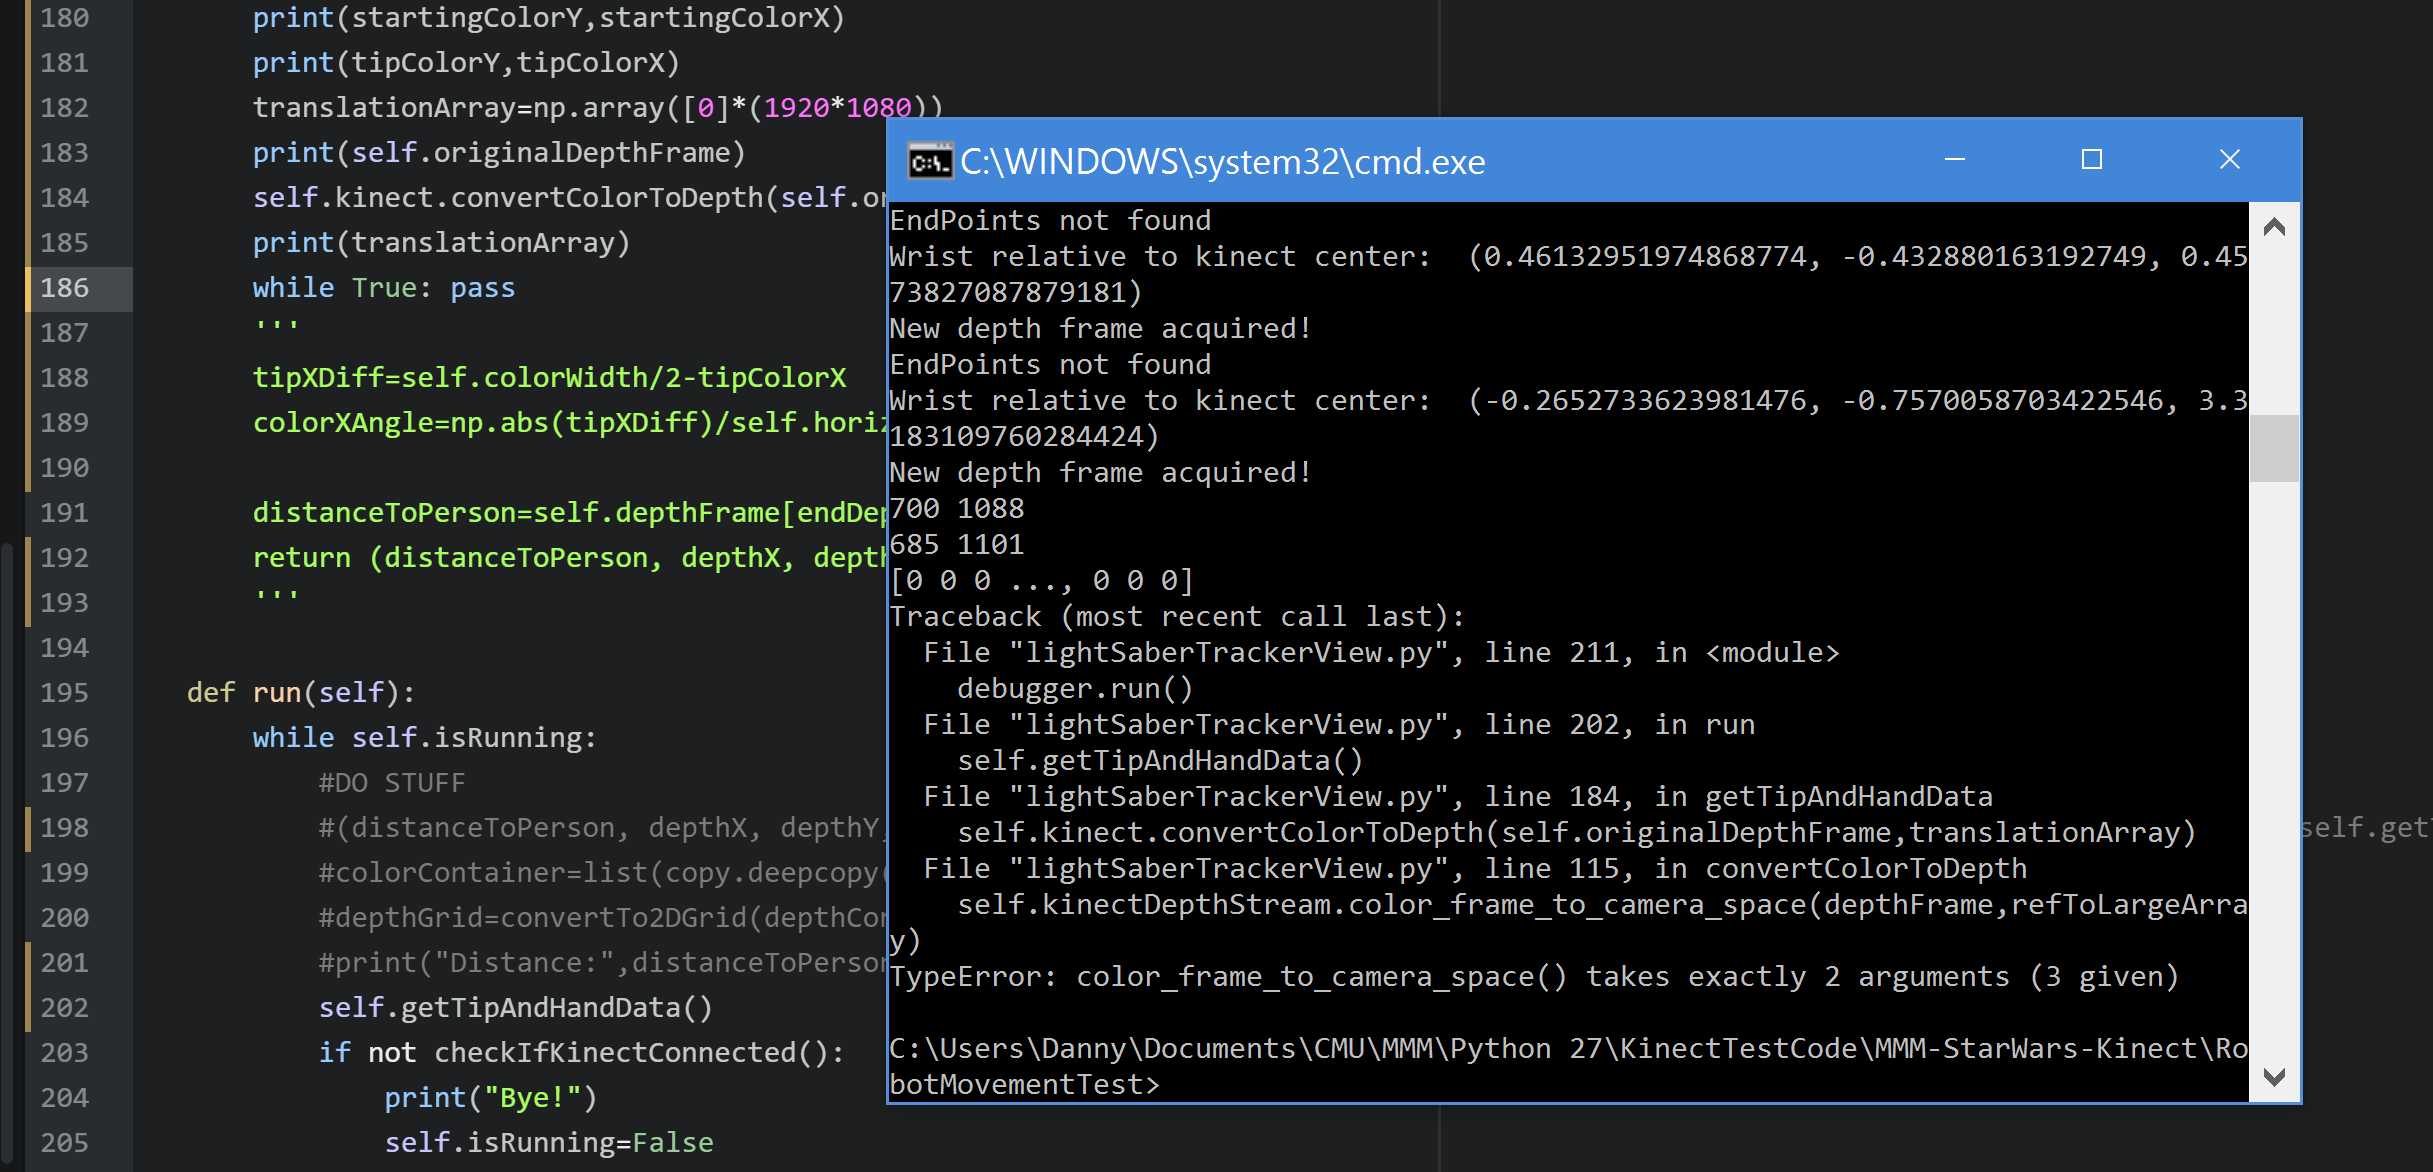 180 print(startingColorY,startingColorX)
181 print(tipColorY,tipColorX)
182 translationArray=np.array([0]*(1920*1080))
183 print(self.originalDepthFrame)
184 self.kinect.convertColorToDepth(self.or
185 print(translationArray)
186 while True: pass
187 '''
188 tipXDiff=self.colorWidth/2-tipColorX
189 colorXAngle=np.abs(tipXDiff)/self.horiz
190
191 distanceToPerson=self.depthFrame[endDep
192 return (distanceToPerson, depthX, depth
193 '''
194
195 def run(self):
196 while self.isRunning:
197 #DO STUFF
198 #(distanceToPerson, depthX, depthY,
self.get
199 #colorContainer=list(copy.deepcopy(
200 #depthGrid=convertTo2DGrid(depthCon
201 #print("Distance:",distanceToPerson
202 self.getTipAndHandData()
203 if not checkIfKinectConnected():
204 print("Bye!")
205 self.isRunning=False
C:\WINDOWS\system32\cmd.exe
EndPoints not found
Wrist relative to kinect center:  (0.46132951974868774, -0.432880163192749, 0.45
73827087879181)
New depth frame acquired!
EndPoints not found
Wrist relative to kinect center:  (-0.2652733623981476, -0.7570058703422546, 3.3
183109760284424)
New depth frame acquired!
700 1088
685 1101
[0 0 0 ..., 0 0 0]
Traceback (most recent call last):
File "lightSaberTrackerView.py", line 211, in <module>
debugger.run()
File "lightSaberTrackerView.py", line 202, in run
self.getTipAndHandData()
File "lightSaberTrackerView.py", line 184, in getTipAndHandData
self.kinect.convertColorToDepth(self.originalDepthFrame,translationArray)
File "lightSaberTrackerView.py", line 115, in convertColorToDepth
self.kinectDepthStream.color_frame_to_camera_space(depthFrame,refToLargeArra
y)
TypeError: color_frame_to_camera_space() takes exactly 2 arguments (3 given)
C:\Users\Danny\Documents\CMU\MMM\Python 27\KinectTestCode\MMM-StarWars-Kinect\Ro
botMovementTest>